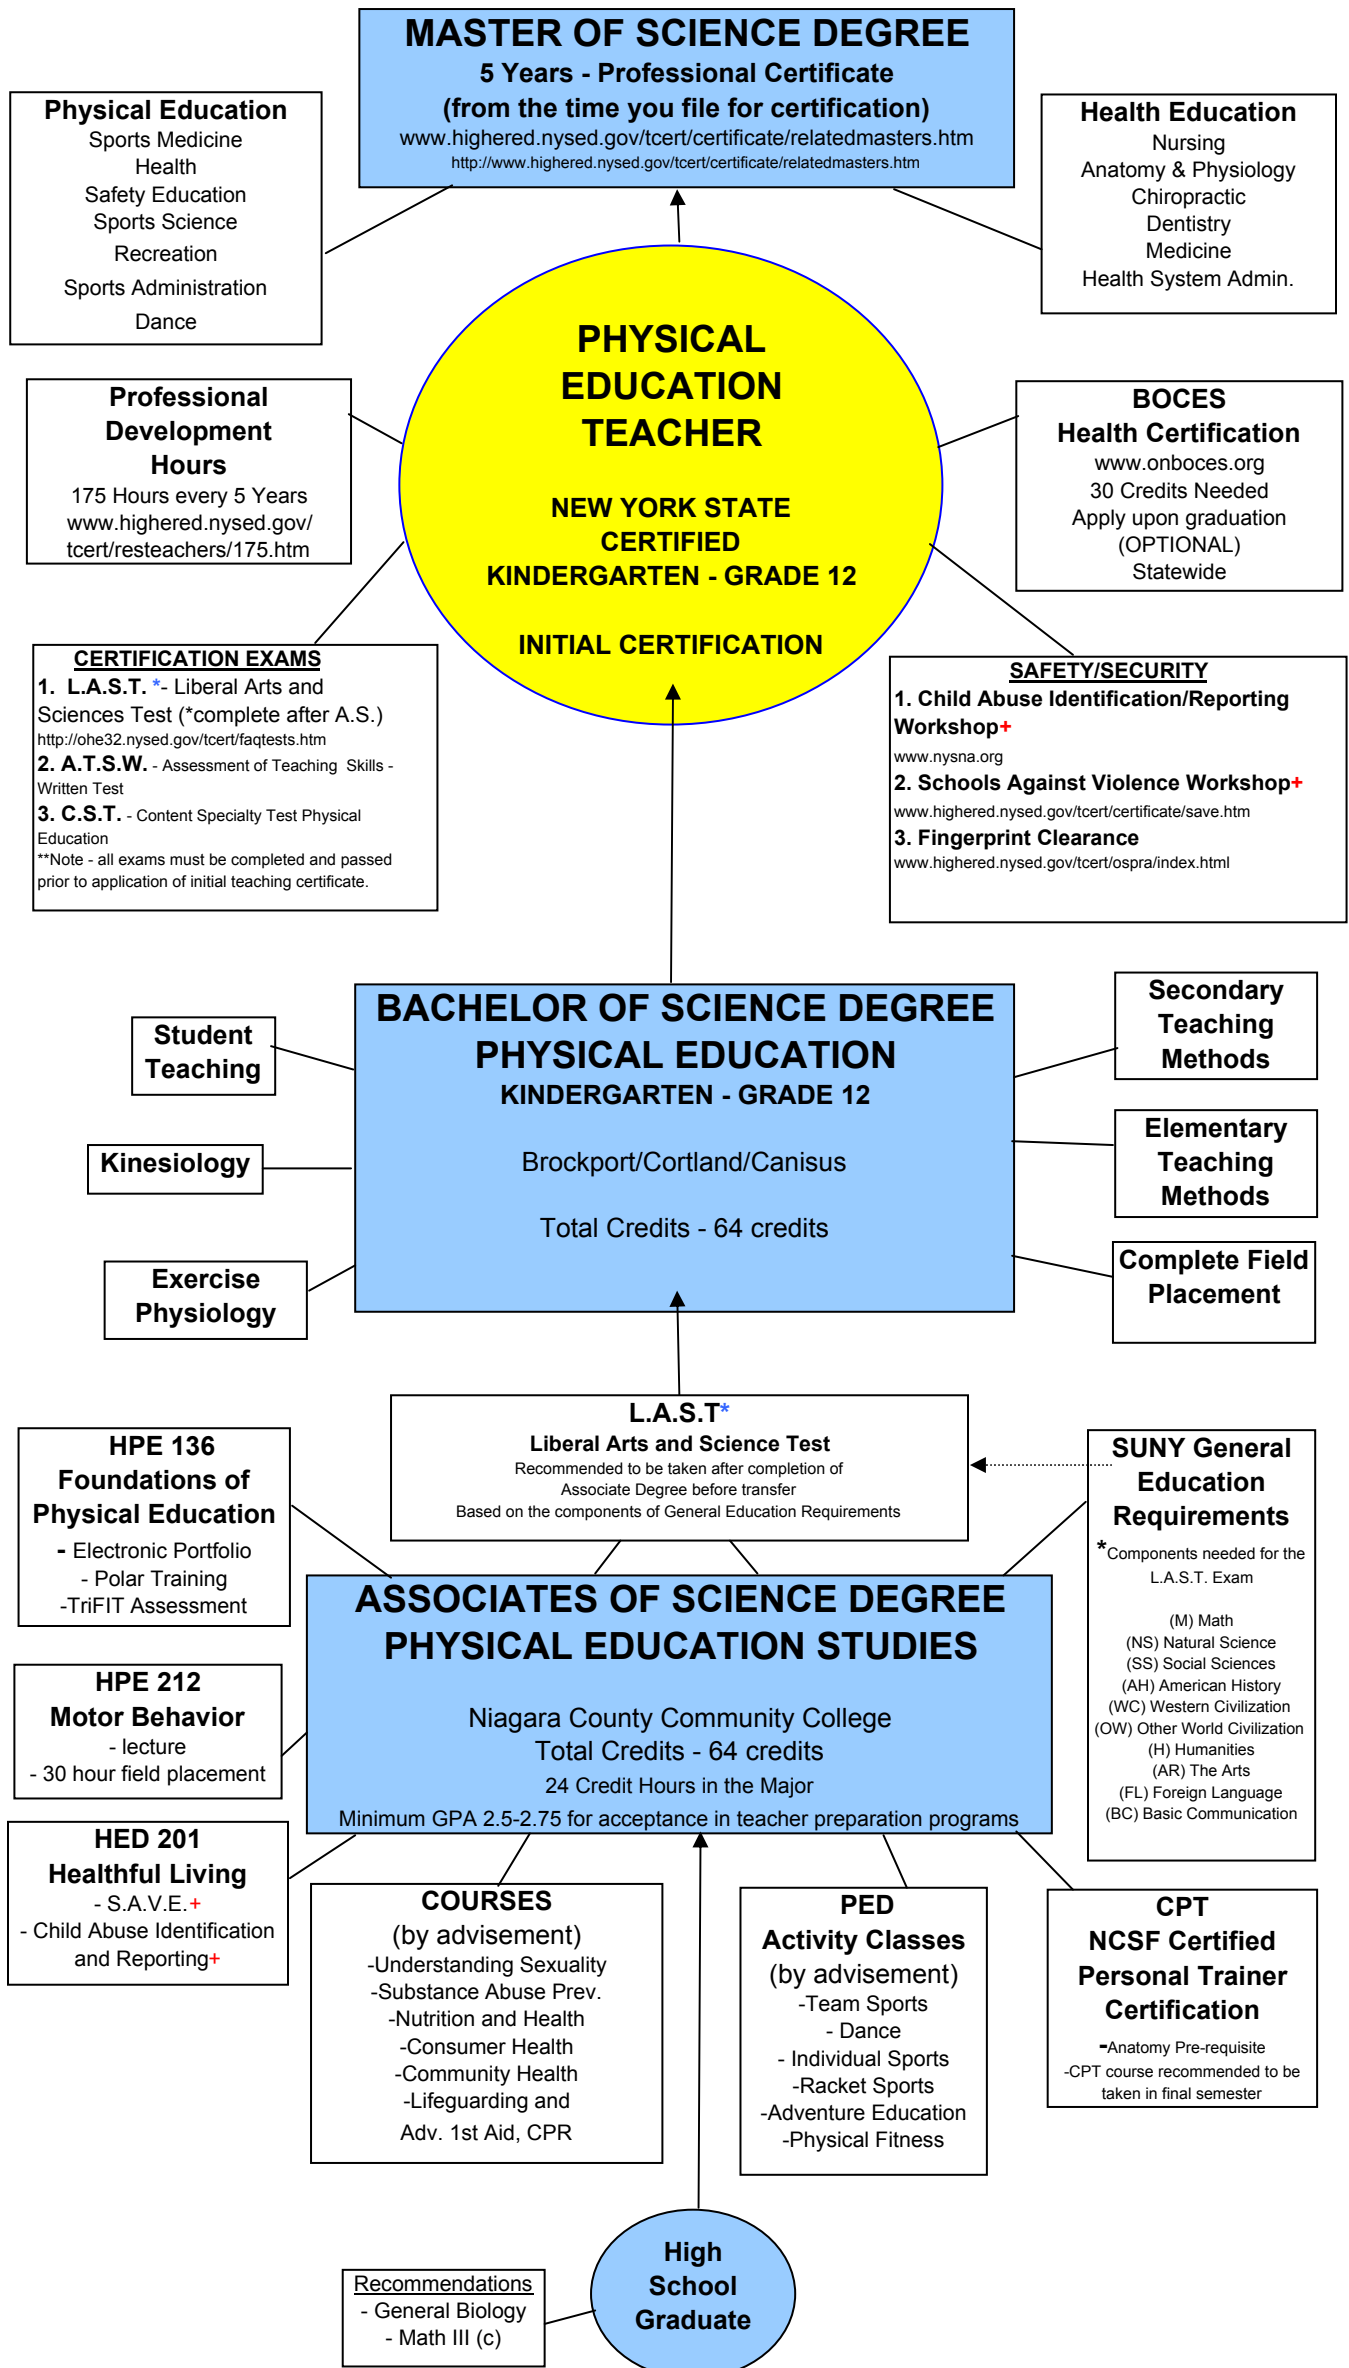 MASTER OF SCIENCE DEGREE
5 Years - Professional Certificate
(from the time you file for certification)
www.highered.nysed.gov/tcert/certificate/relatedmasters.htm
http://www.highered.nysed.gov/tcert/certificate/relatedmasters.htm
Physical Education
Sports Medicine
Health
Safety Education
Sports Science
Recreation
Sports Administration
Dance
Health Education
Nursing
Anatomy & Physiology
Chiropractic
Dentistry
Medicine
Health System Admin.
PHYSICAL
EDUCATION
TEACHER
NEW YORK STATE
CERTIFIED
KINDERGARTEN - GRADE 12
INITIAL CERTIFICATION
Professional
Development
Hours
175 Hours every 5 Years
www.highered.nysed.gov/
tcert/resteachers/175.htm
BOCES
Health Certification
www.onboces.org
30 Credits Needed
Apply upon graduation
(OPTIONAL)
Statewide
CERTIFICATION EXAMS
1. L.A.S.T. *- Liberal Arts and
Sciences Test (*complete after A.S.)
http://ohe32.nysed.gov/tcert/faqtests.htm
2. A.T.S.W. - Assessment of Teaching Skills -
Written Test
3. C.S.T. - Content Specialty Test Physical
Education
**Note - all exams must be completed and passed
prior to application of initial teaching certificate.
SAFETY/SECURITY
1. Child Abuse Identification/Reporting
Workshop+
www.nysna.org
2. Schools Against Violence Workshop+
www.highered.nysed.gov/tcert/certificate/save.htm
3. Fingerprint Clearance
www.highered.nysed.gov/tcert/ospra/index.html
BACHELOR OF SCIENCE DEGREE
PHYSICAL EDUCATION
KINDERGARTEN - GRADE 12
Brockport/Cortland/Canisus
Total Credits - 64 credits
Student
Teaching
Kinesiology
Exercise
Physiology
Secondary
Teaching
Methods
Elementary
Teaching
Methods
Complete Field
Placement
L.A.S.T*
Liberal Arts and Science Test
Recommended to be taken after completion of
Associate Degree before transfer
Based on the components of General Education Requirements
HPE 136
Foundations of
Physical Education
- Electronic Portfolio
- Polar Training
-TriFIT Assessment
SUNY General
Education
Requirements
*Components needed for the
L.A.S.T. Exam
(M) Math
(NS) Natural Science
(SS) Social Sciences
(AH) American History
(WC) Western Civilization
(OW) Other World Civilization
(H) Humanities
(AR) The Arts
(FL) Foreign Language
(BC) Basic Communication
ASSOCIATES OF SCIENCE DEGREE
PHYSICAL EDUCATION STUDIES
Niagara County Community College
Total Credits - 64 credits
24 Credit Hours in the Major
Minimum GPA 2.5-2.75 for acceptance in teacher preparation programs
HPE 212
Motor Behavior
- lecture
- 30 hour field placement
HED 201
Healthful Living
- S.A.V.E.+
- Child Abuse Identification
and Reporting+
COURSES
(by advisement)
-Understanding Sexuality
-Substance Abuse Prev.
-Nutrition and Health
-Consumer Health
-Community Health
-Lifeguarding and
Adv. 1st Aid, CPR
PED
Activity Classes
(by advisement)
-Team Sports
- Dance
- Individual Sports
-Racket Sports
-Adventure Education
-Physical Fitness
CPT
NCSF Certified
Personal Trainer
Certification
-Anatomy Pre-requisite
-CPT course recommended to be
taken in final semester
High
School
Graduate
Recommendations
- General Biology
- Math III (c)